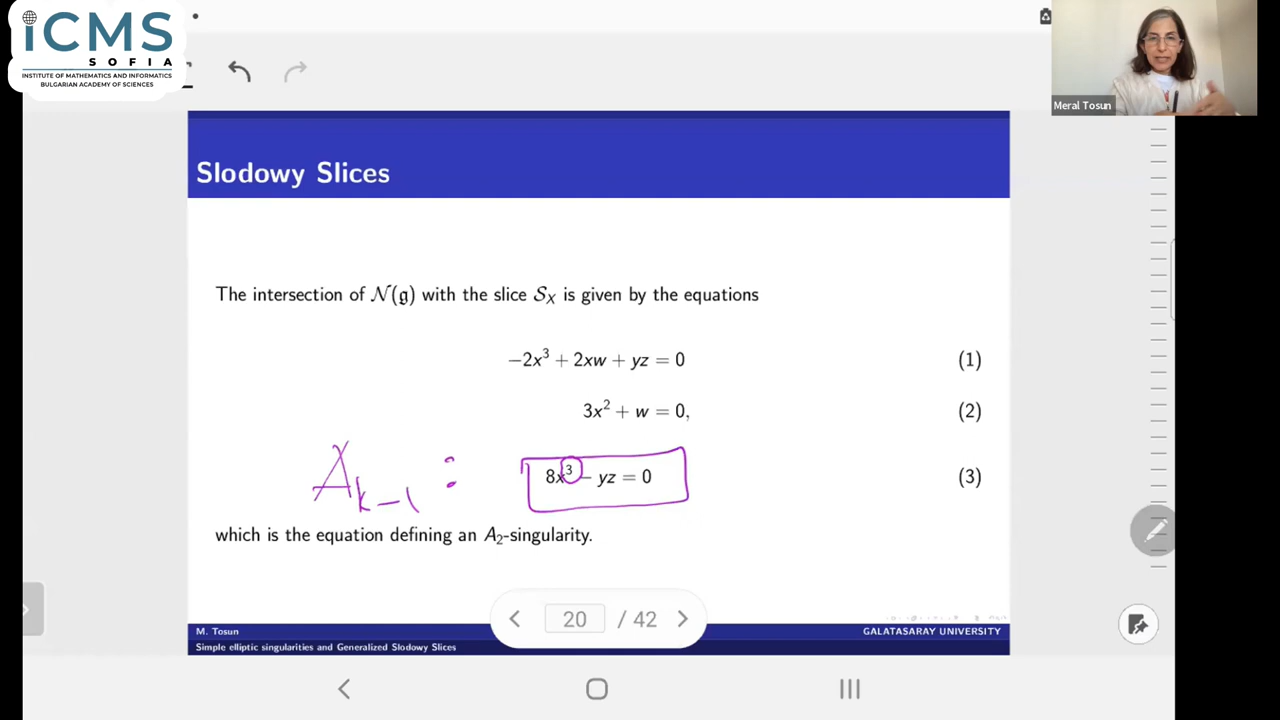 iCMS
SOFIA
INSTITUTE OF MATHEMATICS AND INFORMATICS
BULGARIAN ACADEMY OF SCIENCES
Meral Tosun
Slodowy Slices
The intersection of 𝒩(𝔤) with the slice 𝒮_X is given by the equations
−2x³ + 2xw + yz = 0 (1)
3x² + w = 0, (2)
A_{k−1} : 8x³ − yz = 0 (3)
which is the equation defining an A₂-singularity.
20 / 42
M. Tosun GALATASARAY UNIVERSITY
Simple elliptic singularities and Generalized Slodowy Slices